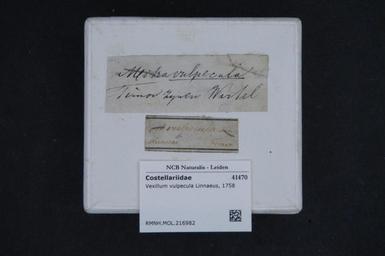 Mitra vulpecula
Timor
NCB Naturalis - Leiden
Costellariidae 41470
Vexillum vulpecula Linnaeus, 1758
RMNH.MOL.216982